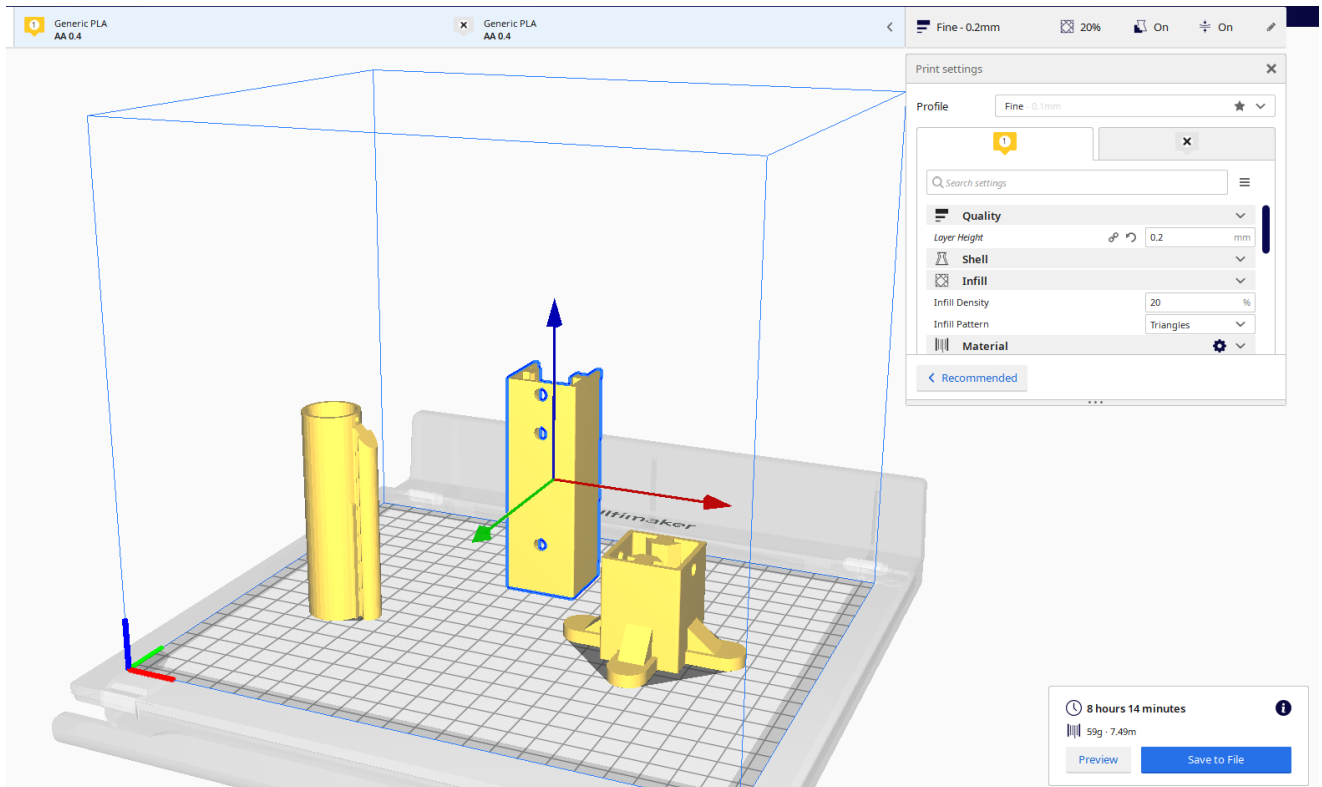 1
Generic PLA
AA 0.4
Generic PLA
AA 0.4
Fine - 0.2mm
20%
On
On
Print settings
Profile
Fine - 0.1mm
1
Search settings
Quality
Layer Height
0.2
mm
Shell
Infill
Infill Density
20
%
Infill Pattern
Triangles
Material
Recommended
8 hours 14 minutes
59g · 7.49m
Preview
Save to File